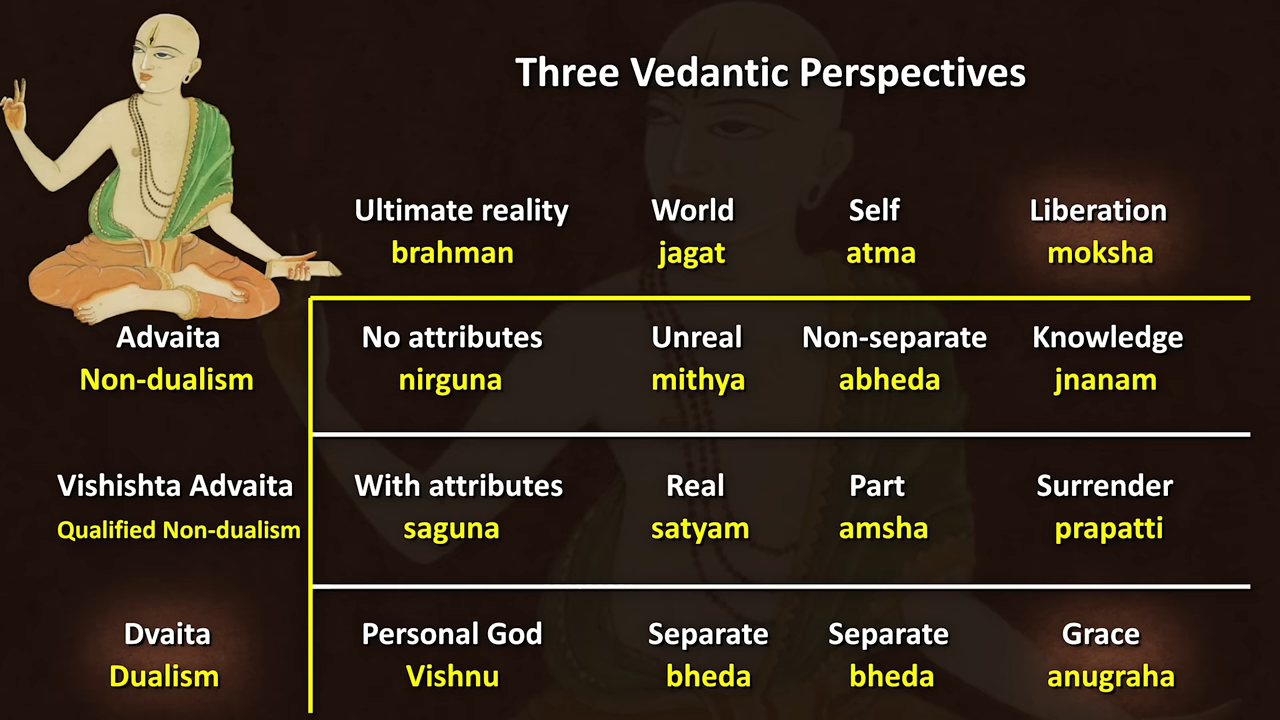 Three Vedantic Perspectives
Ultimate reality World Self Liberation
brahman jagat atma moksha
Advaita No attributes Unreal Non-separate Knowledge
Non-dualism nirguna mithya abheda jnanam
Vishishta Advaita With attributes Real Part Surrender
Qualified Non-dualism saguna satyam amsha prapatti
Dvaita Personal God Separate Separate Grace
Dualism Vishnu bheda bheda anugraha